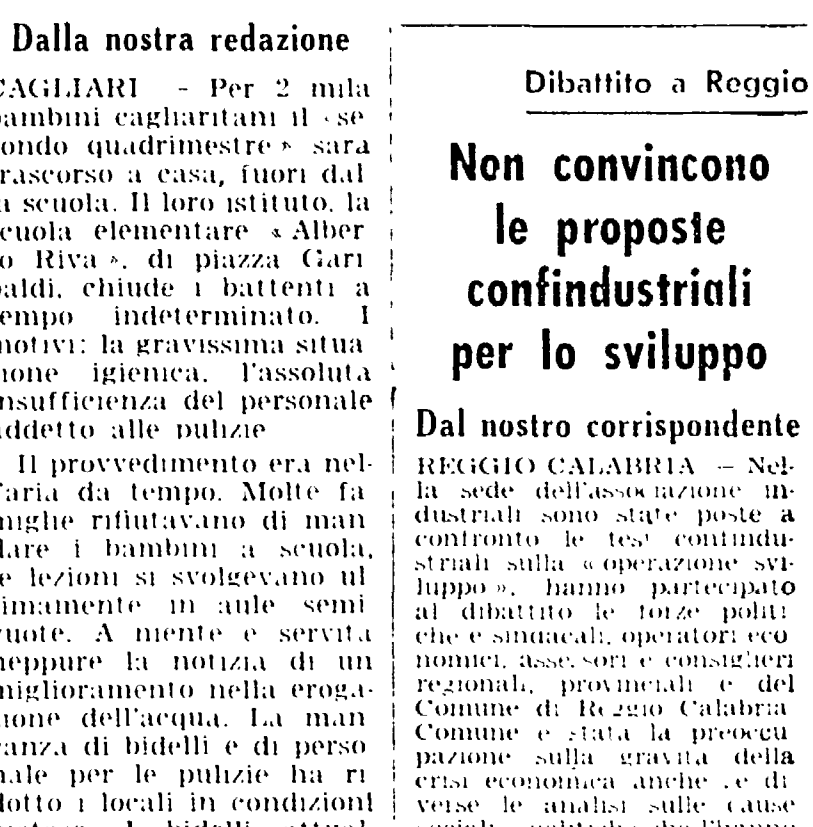 Dalla nostra redazione
CAGLIARI - Per 2 mila
bambini cagliaritani il «se
condo quadrimestre» sarà
trascorso a casa, fuori dal
la scuola. Il loro istituto, la
scuola elementare « Alber
to Riva », di piazza Gari
baldi, chiude i battenti a
tempo indeterminato. I
motivi: la gravissima situa
zione igienica, l'assoluta
insufficienza del personale
addetto alle pulizie
Il provvedimento era nel-
l'aria da tempo. Molte fa
miglie rifiutavano di man
dare i bambini a scuola,
le lezioni si svolgevano ul
timamente in aule semi
vuote. A niente è servita
neppure la notizia di un
miglioramento nella eroga-
zione dell'acqua. La man
canza di bidelli e di perso
nale per le pulizie ha ri
dotto i locali in condizioni
bidelli
Dibattito a Reggio
Non convincono
le proposte
confindustriali
per lo sviluppo
Dal nostro corrispondente
REGGIO CALABRIA — Nel-
la sede dell'associazione in-
dustriali sono state poste a
confronto le tesi confindu-
striali sulla « operazione svi-
luppo », hanno partecipato
al dibattito le forze politi
che e sindacali, operatori eco
nomici, assessori e consiglieri
regionali, provinciali e del
Comune di Reggio Calabria
Comune è stata la preoccu
pazione sulla gravità della
crisi economica anche se di
verse le analisi sulle cause